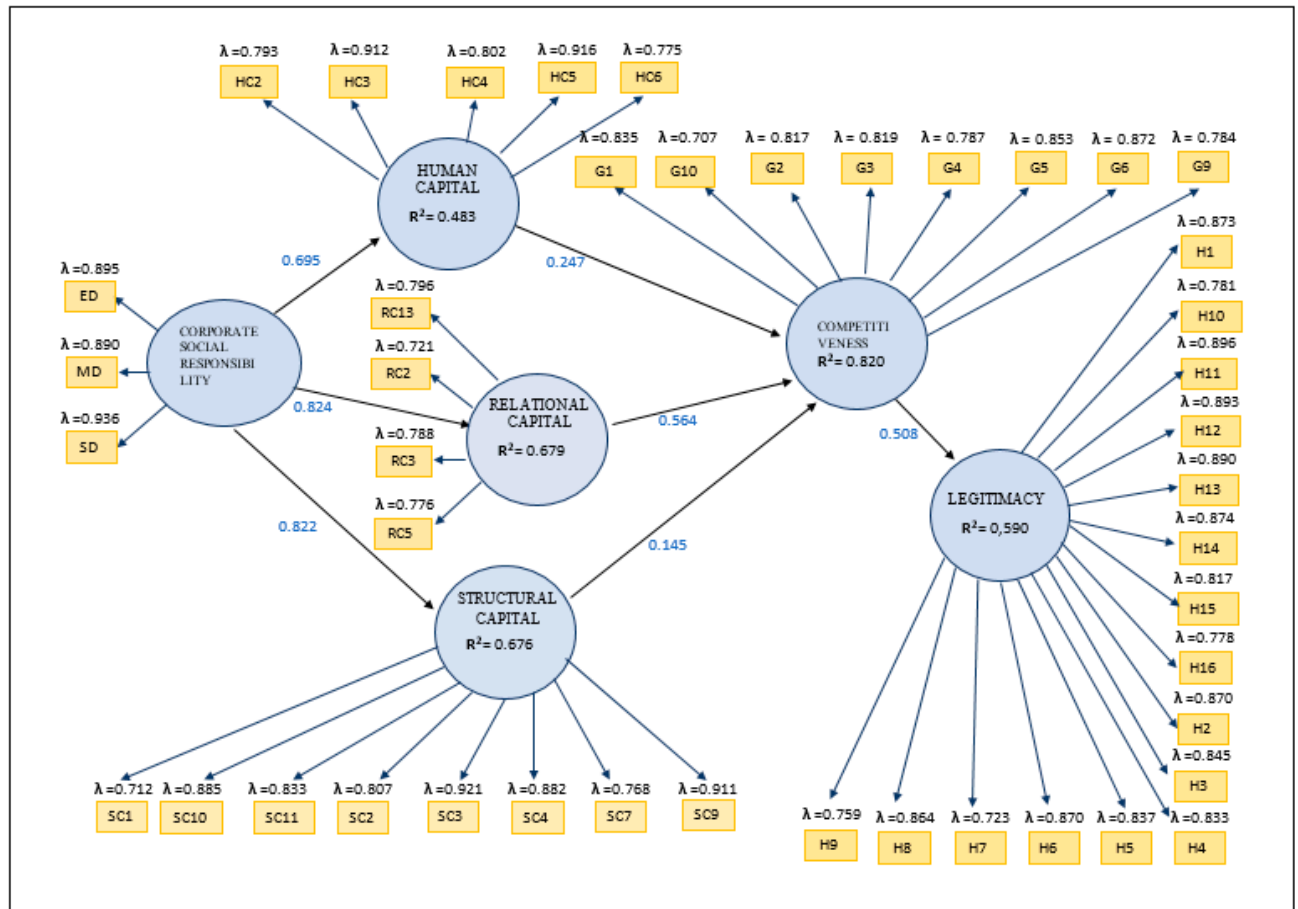 λ =0.793
HC2
λ =0.912
HC3
λ =0.802
HC4
λ =0.916
HC5
λ =0.775
HC6
HUMAN
CAPITAL
R²= 0.483
λ =0.835
G1
λ =0.707
G10
λ =0.817
G2
λ =0.819
G3
λ =0.787
G4
λ =0.853
G5
λ =0.872
G6
λ =0.784
G9
0.695
0.247
λ =0.895
ED
λ =0.890
MD
λ =0.936
SD
CORPORATE
SOCIAL
RESPONSIBI
LITY
0.824
0.822
λ =0.796
RC13
λ =0.721
RC2
λ =0.788
RC3
λ =0.776
RC5
RELATIONAL
CAPITAL
R²= 0.679
0.564
COMPETITI
VENESS
R²= 0.820
0.508
0.145
LEGITIMACY
R²= 0,590
λ =0.873
H1
λ =0.781
H10
λ =0.896
H11
λ =0.893
H12
λ =0.890
H13
λ =0.874
H14
λ =0.817
H15
λ =0.778
H16
λ =0.870
H2
λ =0.845
H3
λ =0.833
H4
λ =0.837
H5
λ =0.870
H6
λ =0.723
H7
λ =0.864
H8
λ =0.759
H9
STRUCTURAL
CAPITAL
R²= 0.676
λ =0.712
SC1
λ =0.885
SC10
λ =0.833
SC11
λ =0.807
SC2
λ =0.921
SC3
λ =0.882
SC4
λ =0.768
SC7
λ =0.911
SC9